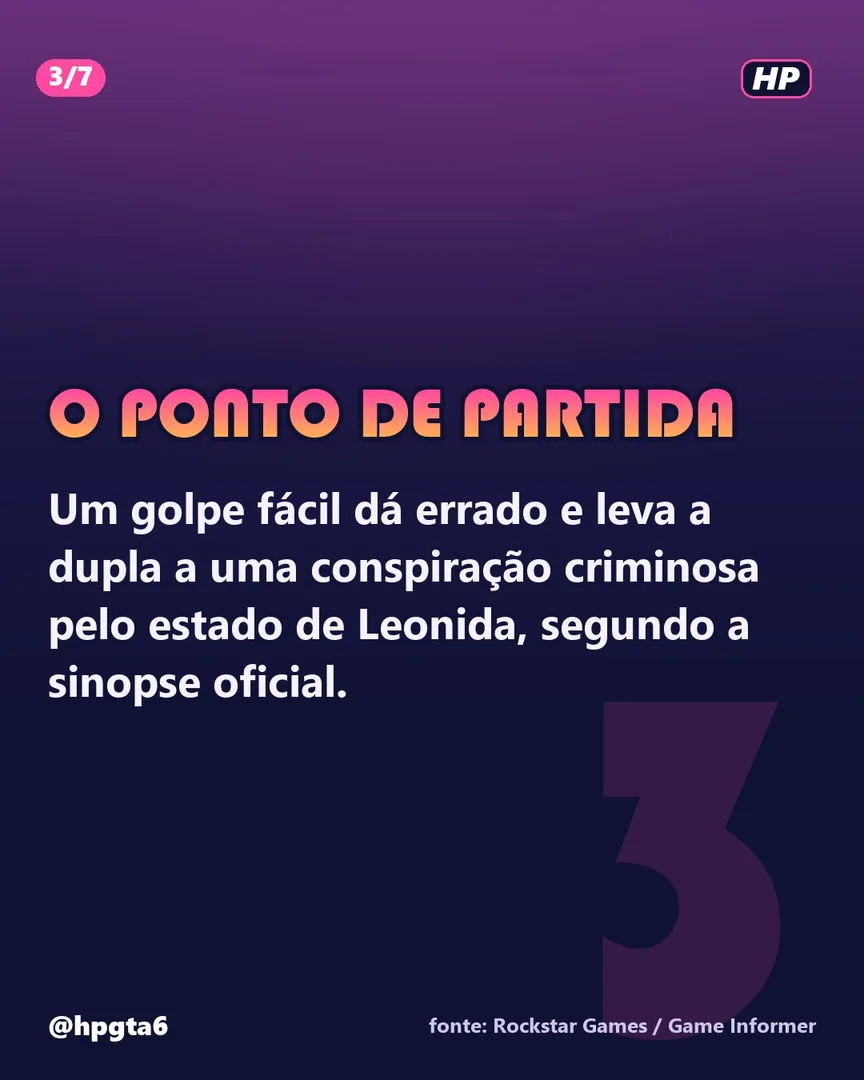 3/7
HP
O PONTO DE PARTIDA
Um golpe fácil dá errado e leva a
dupla a uma conspiração criminosa
pelo estado de Leonida, segundo a
sinopse oficial.
3
@hpgta6
fonte: Rockstar Games / Game Informer